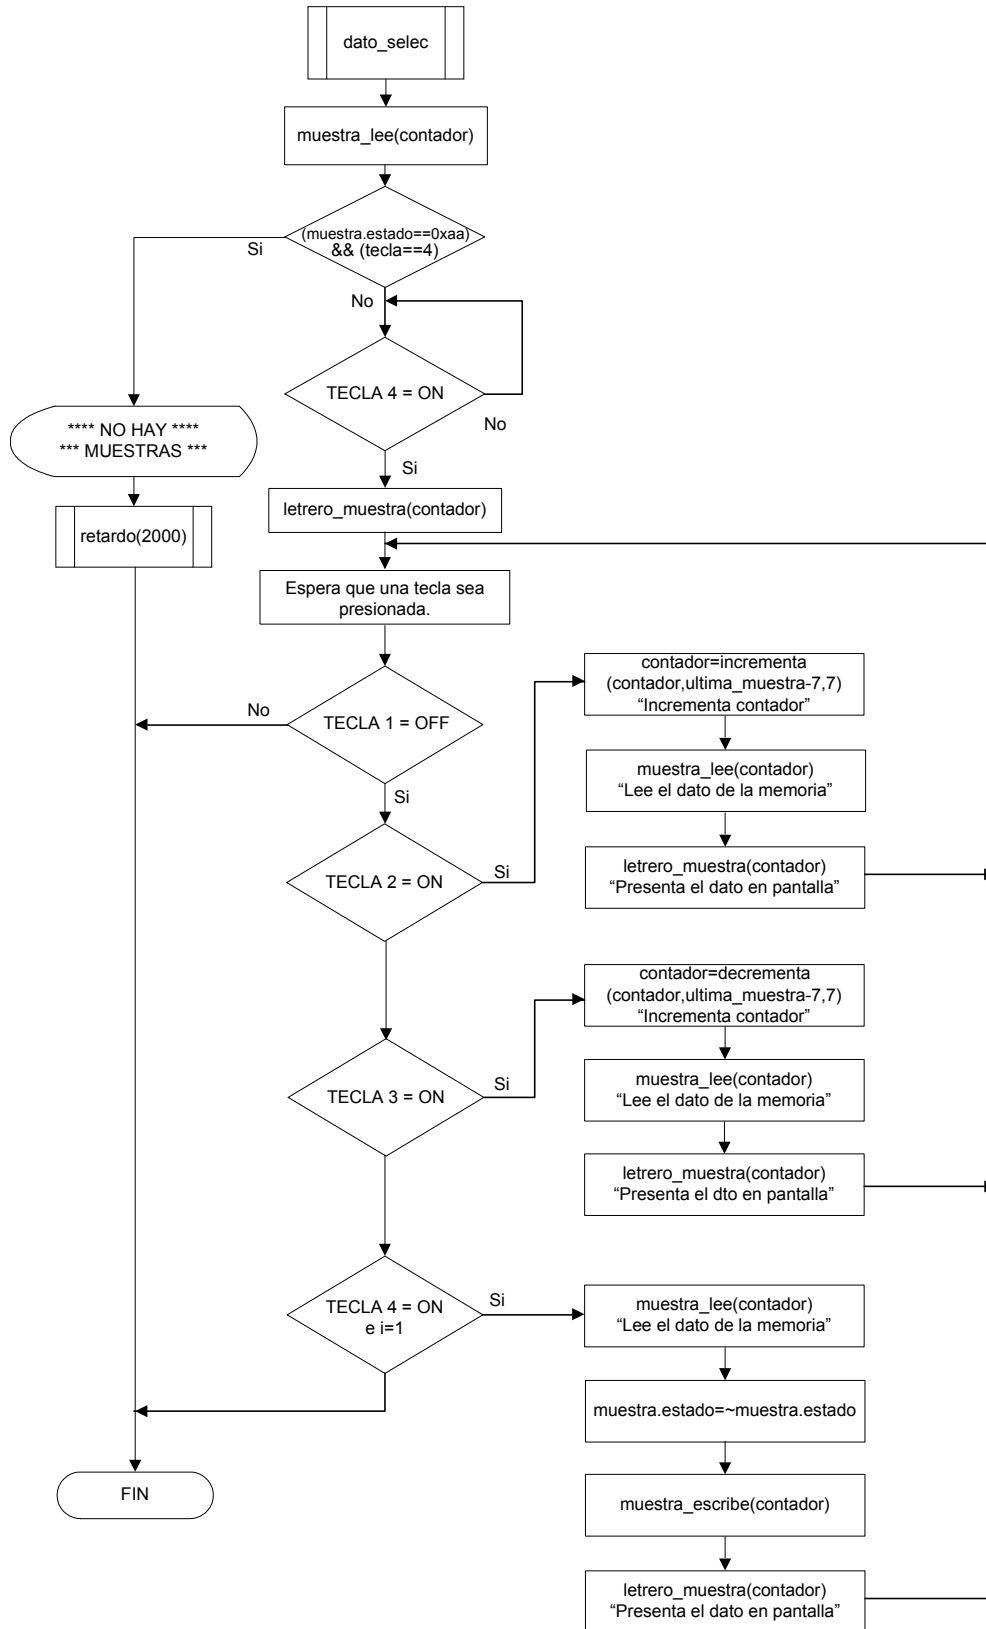 dato_selec
muestra_lee(contador)
(muestra.estado==0xaa)
&& (tecla==4)
Si
No
TECLA 4 = ON
No
**** NO HAY ****
*** MUESTRAS ***
Si
letrero_muestra(contador)
retardo(2000)
Espera que una tecla sea
presionada.
contador=incrementa
(contador,ultima_muestra-7,7)
“Incrementa contador”
No
TECLA 1 = OFF
muestra_lee(contador)
“Lee el dato de la memoria”
Si
TECLA 2 = ON
Si
letrero_muestra(contador)
“Presenta el dato en pantalla”
contador=decrementa
(contador,ultima_muestra-7,7)
“Incrementa contador”
TECLA 3 = ON
Si
muestra_lee(contador)
“Lee el dato de la memoria”
letrero_muestra(contador)
“Presenta el dto en pantalla”
TECLA 4 = ON
e i=1
Si
muestra_lee(contador)
“Lee el dato de la memoria”
muestra.estado=~muestra.estado
FIN
muestra_escribe(contador)
letrero_muestra(contador)
“Presenta el dato en pantalla”